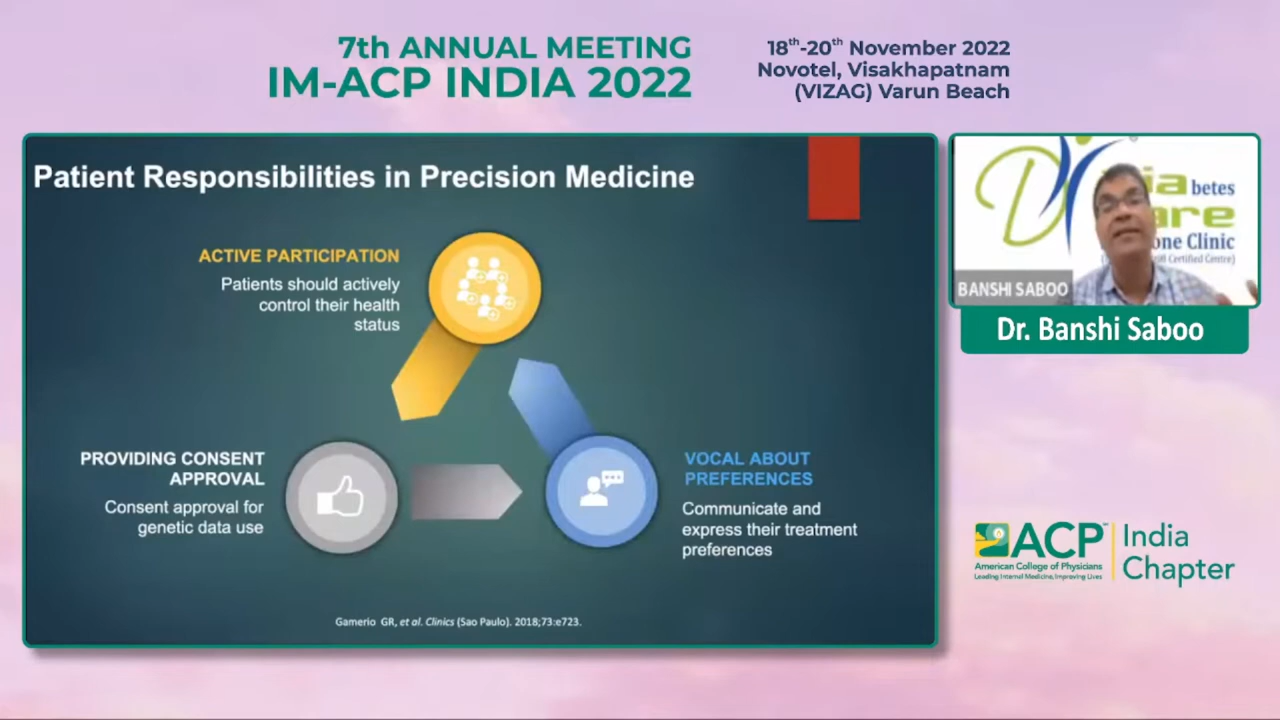 7th ANNUAL MEETING
IM-ACP INDIA 2022
18th-20th November 2022
Novotel, Visakhapatnam
(VIZAG) Varun Beach
Patient Responsibilities in Precision Medicine
ACTIVE PARTICIPATION
Patients should actively
control their health
status
PROVIDING CONSENT
APPROVAL
Consent approval for
genetic data use
VOCAL ABOUT
PREFERENCES
Communicate and
express their treatment
preferences
Gamerio GR, et al. Clinics (Sao Paulo). 2018;73:e723.
betes
one Clinic
Certified Centre)
BANSHI SABOO
Dr. Banshi Saboo
ACP™
American College of Physicians
Leading Internal Medicine, Improving Lives
India
Chapter